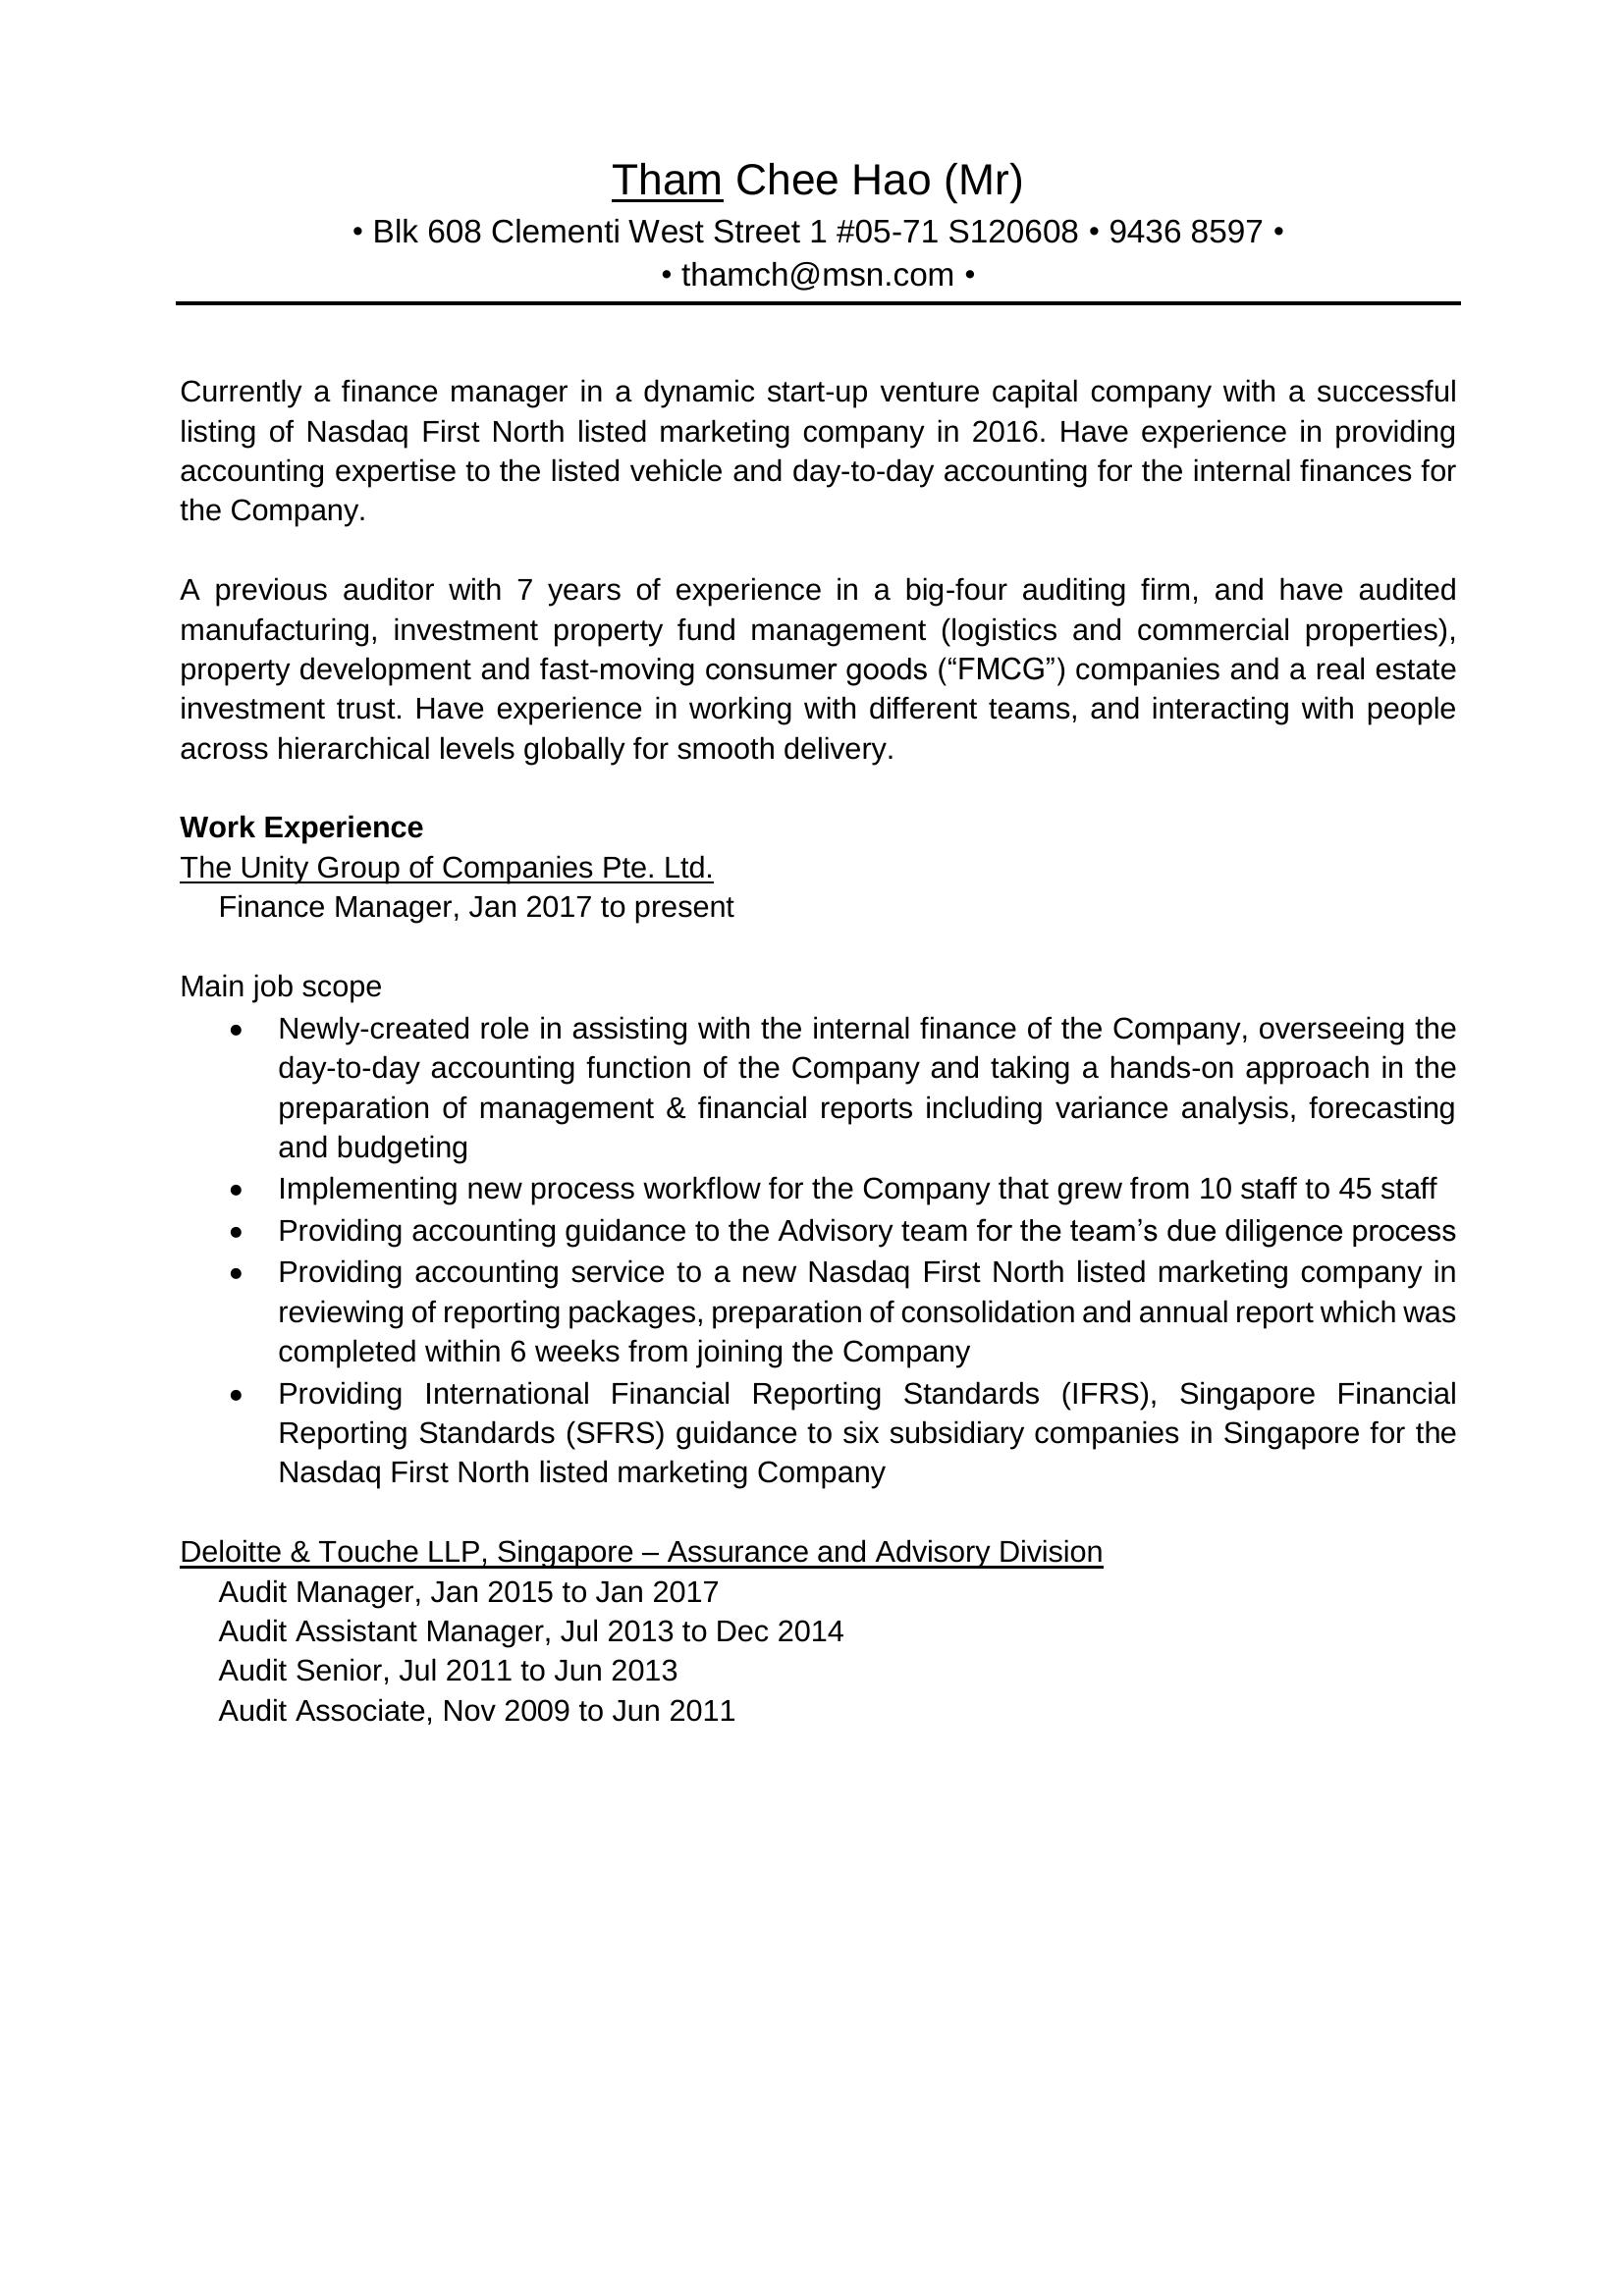 Tham Chee Hao (Mr)
• Blk 608 Clementi West Street 1 #05-71 S120608 • 9436 8597 •
• thamch@msn.com •
Currently a finance manager in a dynamic start-up venture capital company with a successful
listing of Nasdaq First North listed marketing company in 2016. Have experience in providing
accounting expertise to the listed vehicle and day-to-day accounting for the internal finances for
the Company.
A previous auditor with 7 years of experience in a big-four auditing firm, and have audited
manufacturing, investment property fund management (logistics and commercial properties),
property development and fast-moving consumer goods (“FMCG”) companies and a real estate
investment trust. Have experience in working with different teams, and interacting with people
across hierarchical levels globally for smooth delivery.
Work Experience
The Unity Group of Companies Pte. Ltd.
Finance Manager, Jan 2017 to present
Main job scope
• Newly-created role in assisting with the internal finance of the Company, overseeing the
day-to-day accounting function of the Company and taking a hands-on approach in the
preparation of management & financial reports including variance analysis, forecasting
and budgeting
• Implementing new process workflow for the Company that grew from 10 staff to 45 staff
• Providing accounting guidance to the Advisory team for the team’s due diligence process
• Providing accounting service to a new Nasdaq First North listed marketing company in
reviewing of reporting packages, preparation of consolidation and annual report which was
completed within 6 weeks from joining the Company
• Providing International Financial Reporting Standards (IFRS), Singapore Financial
Reporting Standards (SFRS) guidance to six subsidiary companies in Singapore for the
Nasdaq First North listed marketing Company
Deloitte & Touche LLP, Singapore – Assurance and Advisory Division
Audit Manager, Jan 2015 to Jan 2017
Audit Assistant Manager, Jul 2013 to Dec 2014
Audit Senior, Jul 2011 to Jun 2013
Audit Associate, Nov 2009 to Jun 2011